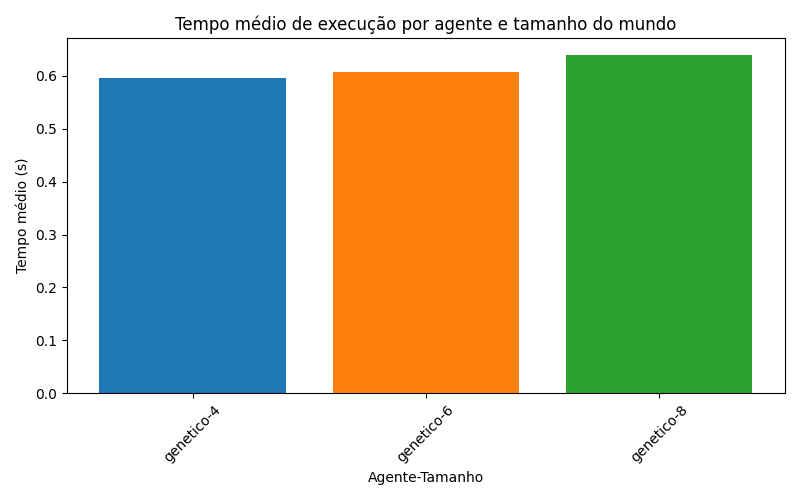 Tempo médio de execução por agente e tamanho do mundo
Tempo médio (s)
0.6
0.5
0.4
0.3
0.2
0.1
0.0
genetico-4
genetico-6
genetico-8
Agente-Tamanho